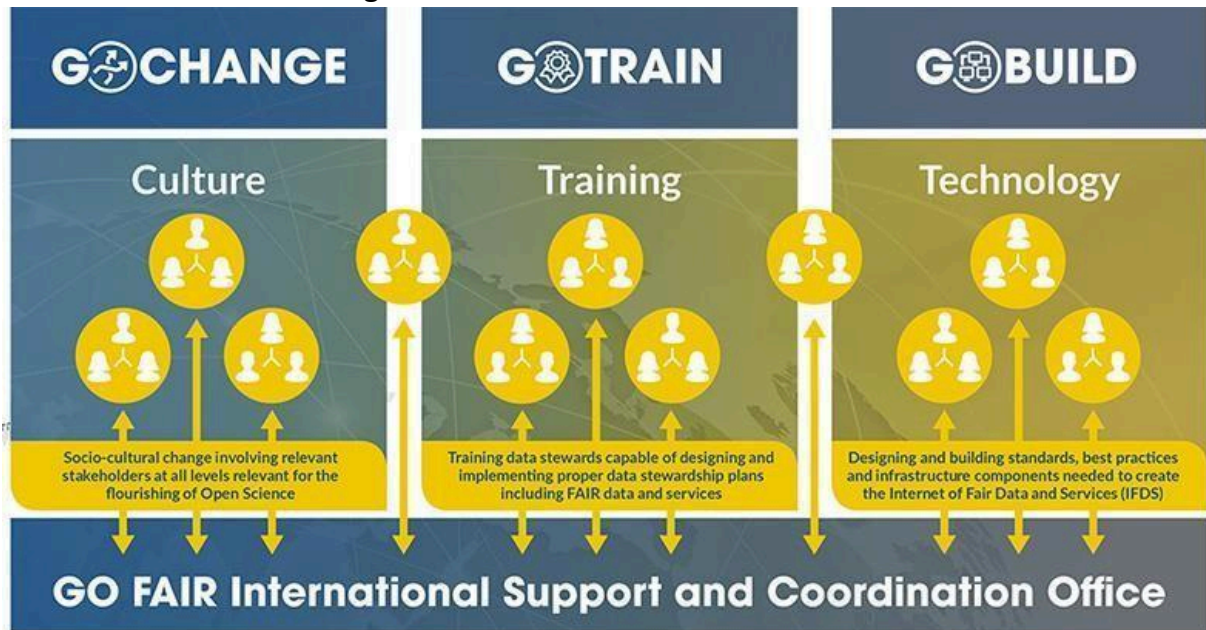 GO CHANGE
GO TRAIN
GO BUILD
Culture
Training
Technology
Socio-cultural change involving relevant
stakeholders at all levels relevant for the
flourishing of Open Science
Training data stewards capable of designing and
implementing proper data stewardship plans
including FAIR data and services
Designing and building standards, best practices
and infrastructure components needed to create
the Internet of Fair Data and Services (IFDS)
GO FAIR International Support and Coordination Office